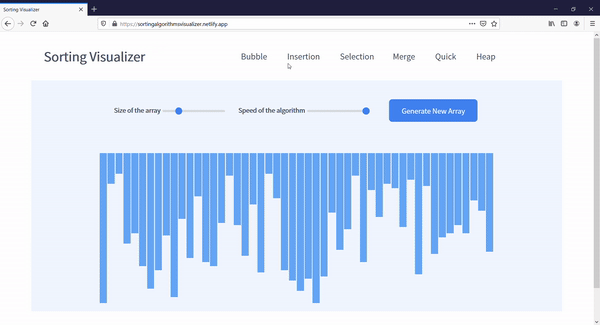 Sorting Visualizer
https://sortingalgorithmsvisualizer.netlify.app
Sorting Visualizer Bubble Insertion Selection Merge Quick Heap
Size of the array Speed of the algorithm Generate New Array